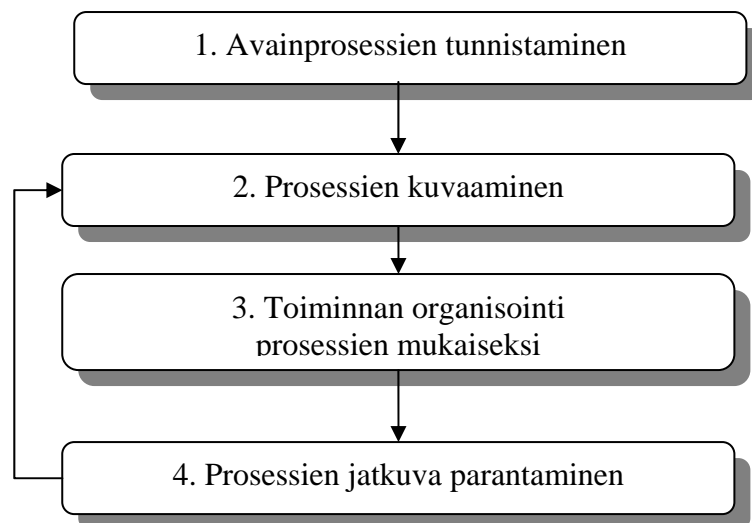 1. Avainprosessien tunnistaminen
2. Prosessien kuvaaminen
3. Toiminnan organisointi
prosessien mukaiseksi
4. Prosessien jatkuva parantaminen